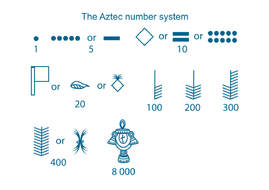 The Aztec number system
or or or
1 5 10
or or
20 100 200 300
or
400 8 000